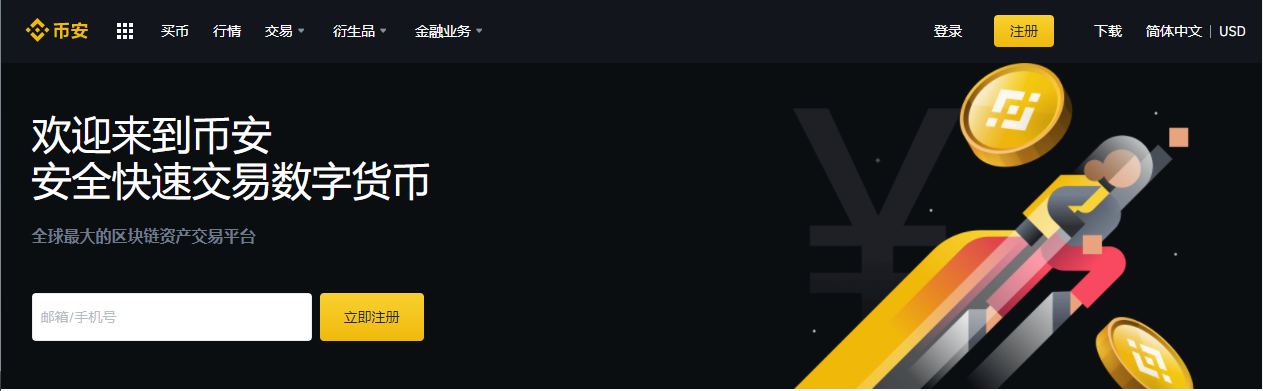 币安
买币
行情
交易
衍生品
金融业务
登录
注册
下载
简体中文 | USD
欢迎来到币安
安全快速交易数字货币
全球最大的区块链资产交易平台
邮箱/手机号
立即注册
¥